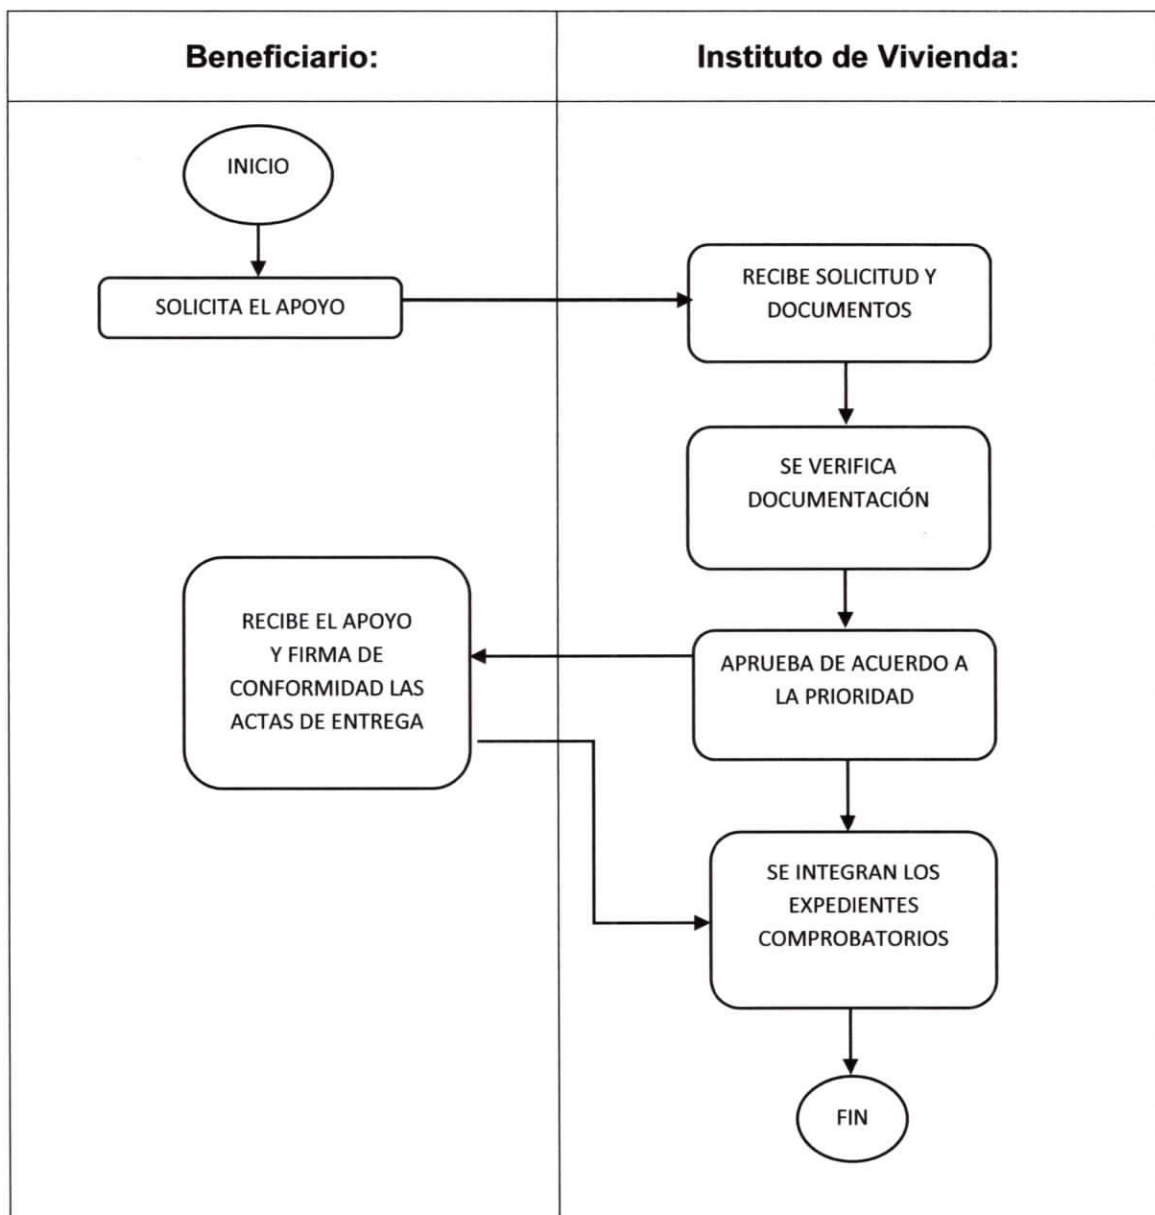 Beneficiario:
Instituto de Vivienda:
INICIO
SOLICITA EL APOYO
RECIBE SOLICITUD Y
DOCUMENTOS
SE VERIFICA
DOCUMENTACIÓN
APRUEBA DE ACUERDO A
LA PRIORIDAD
RECIBE EL APOYO
Y FIRMA DE
CONFORMIDAD LAS
ACTAS DE ENTREGA
SE INTEGRAN LOS
EXPEDIENTES
COMPROBATORIOS
FIN